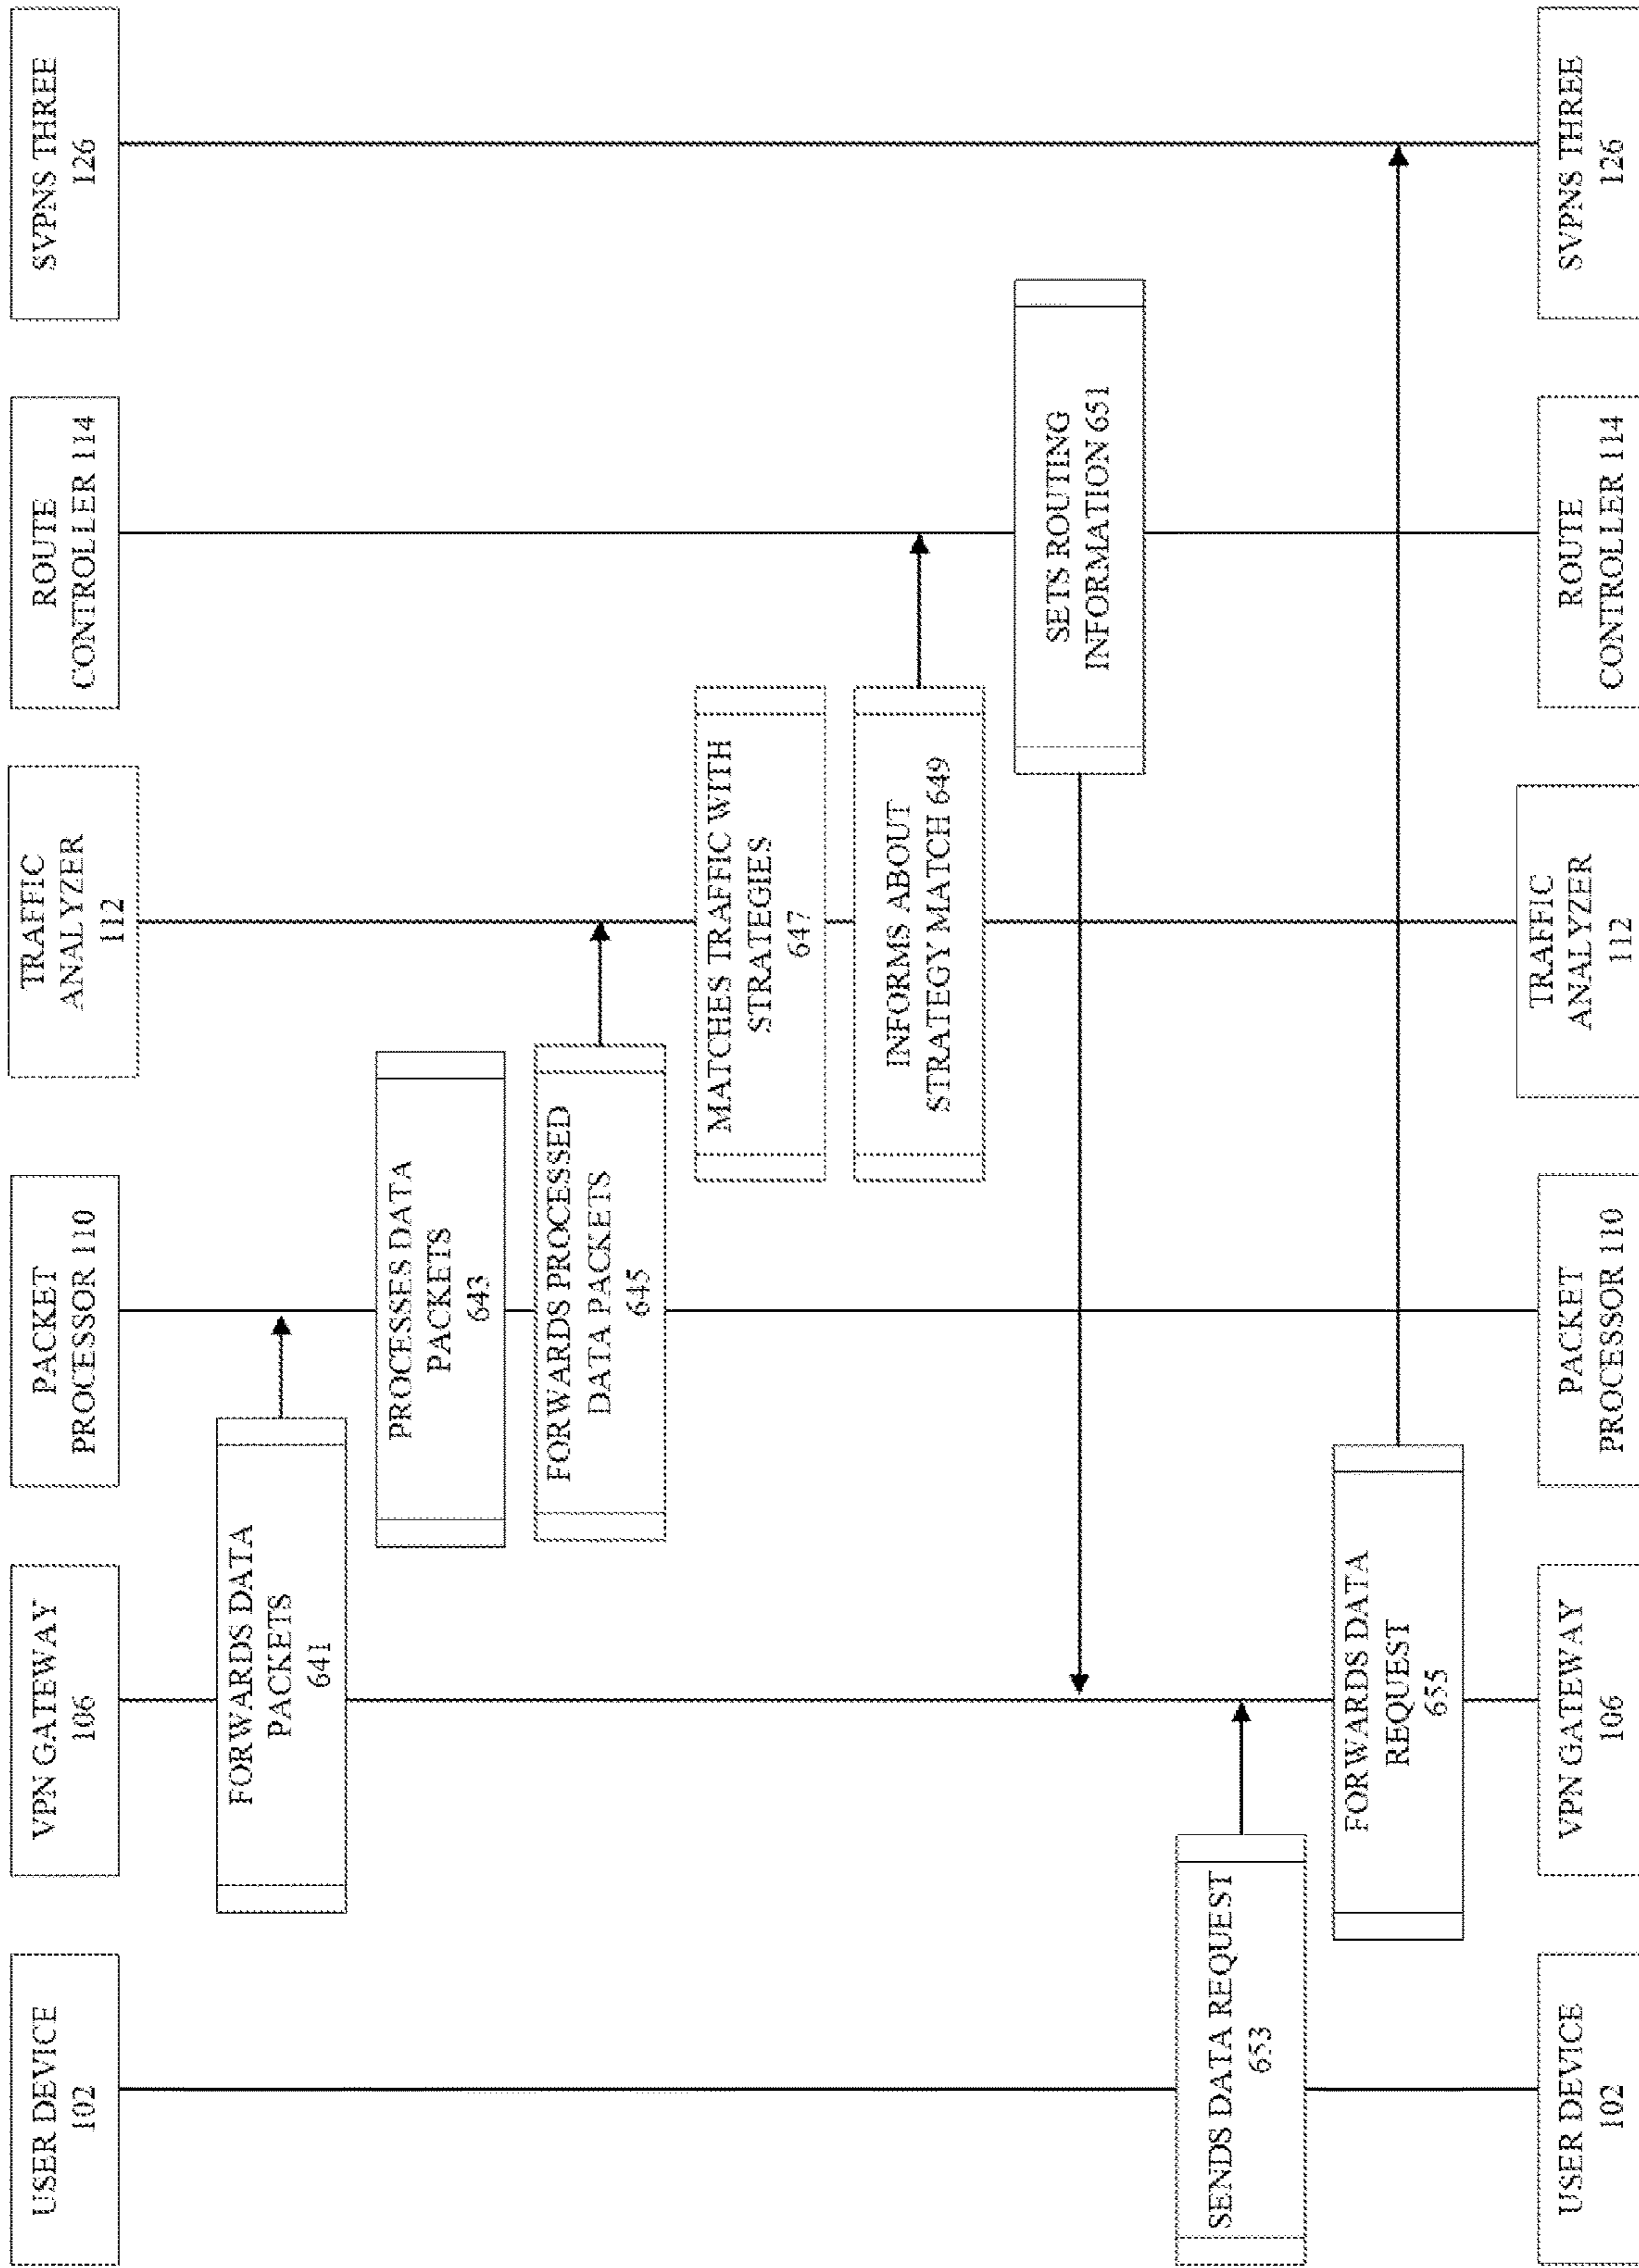 USER DEVICE
102
VPN GATEWAY
106
PACKET
PROCESSOR 110
TRAFFIC
ANALYZER
112
ROUTE
CONTROLLER 114
SVPNS THREE
126
FORWARDS DATA
PACKETS
641
PROCESSES DATA
PACKETS
643
FORWARDS PROCESSED
DATA PACKETS
645
MATCHES TRAFFIC WITH
STRATEGIES
647
INFORMS ABOUT
STRATEGY MATCH 649
SETS ROUTING
INFORMATION 651
SENDS DATA REQUEST
653
FORWARDS DATA
REQUEST
655
USER DEVICE
102
VPN GATEWAY
106
PACKET
PROCESSOR 110
TRAFFIC
ANALYZER
112
ROUTE
CONTROLLER 114
SVPNS THREE
126